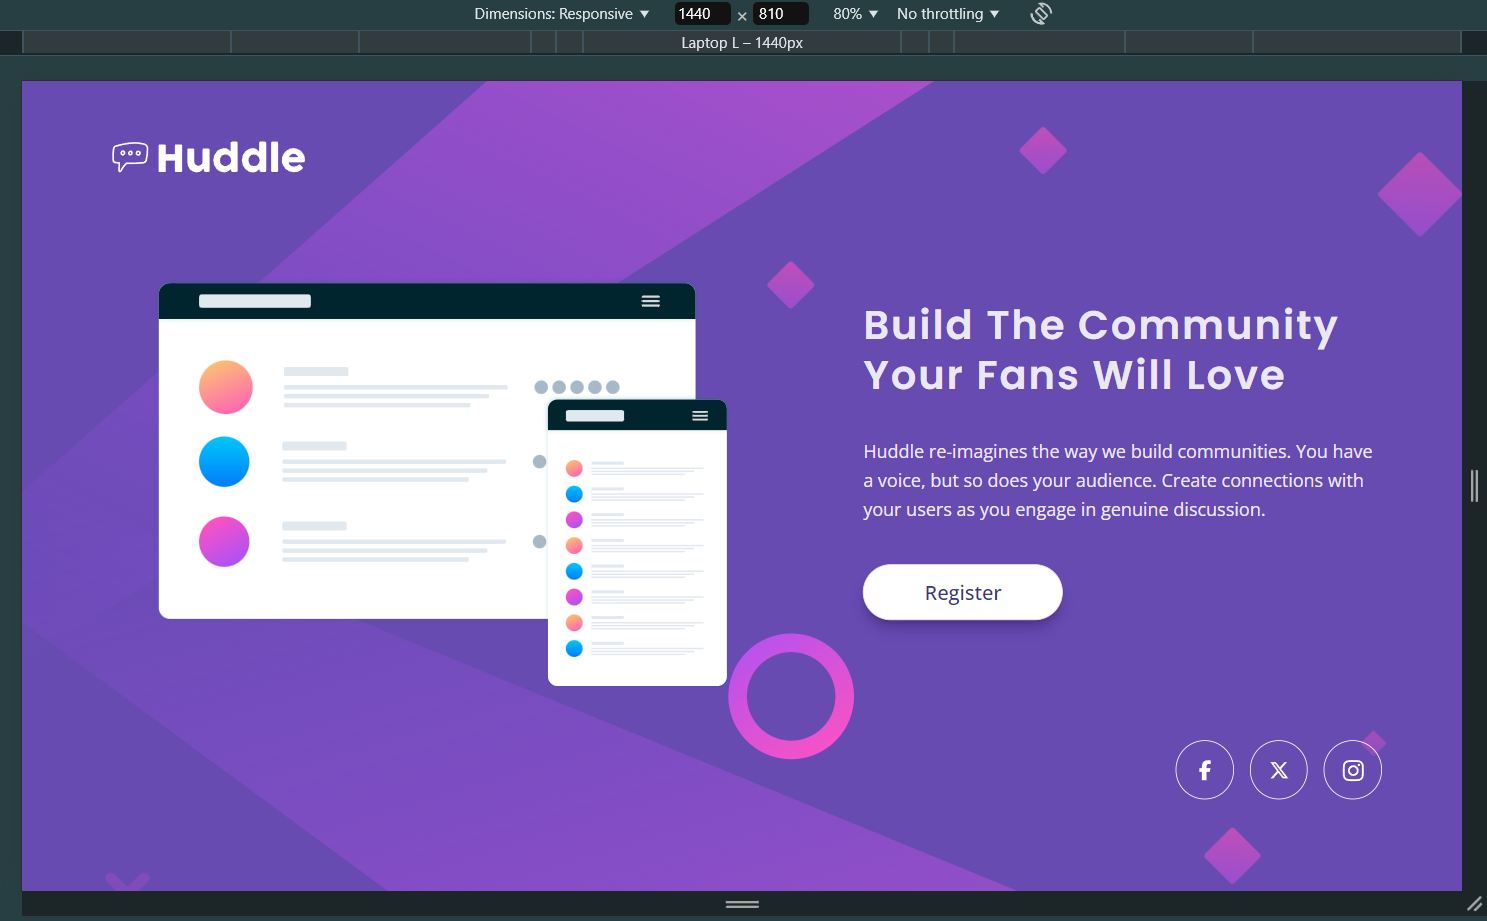 Dimensions: Responsive ▼ 1440 × 810 80% ▼ No throttling ▼
Laptop L – 1440px
Huddle
Build The Community
Your Fans Will Love
Huddle re-imagines the way we build communities. You have
a voice, but so does your audience. Create connections with
your users as you engage in genuine discussion.
Register